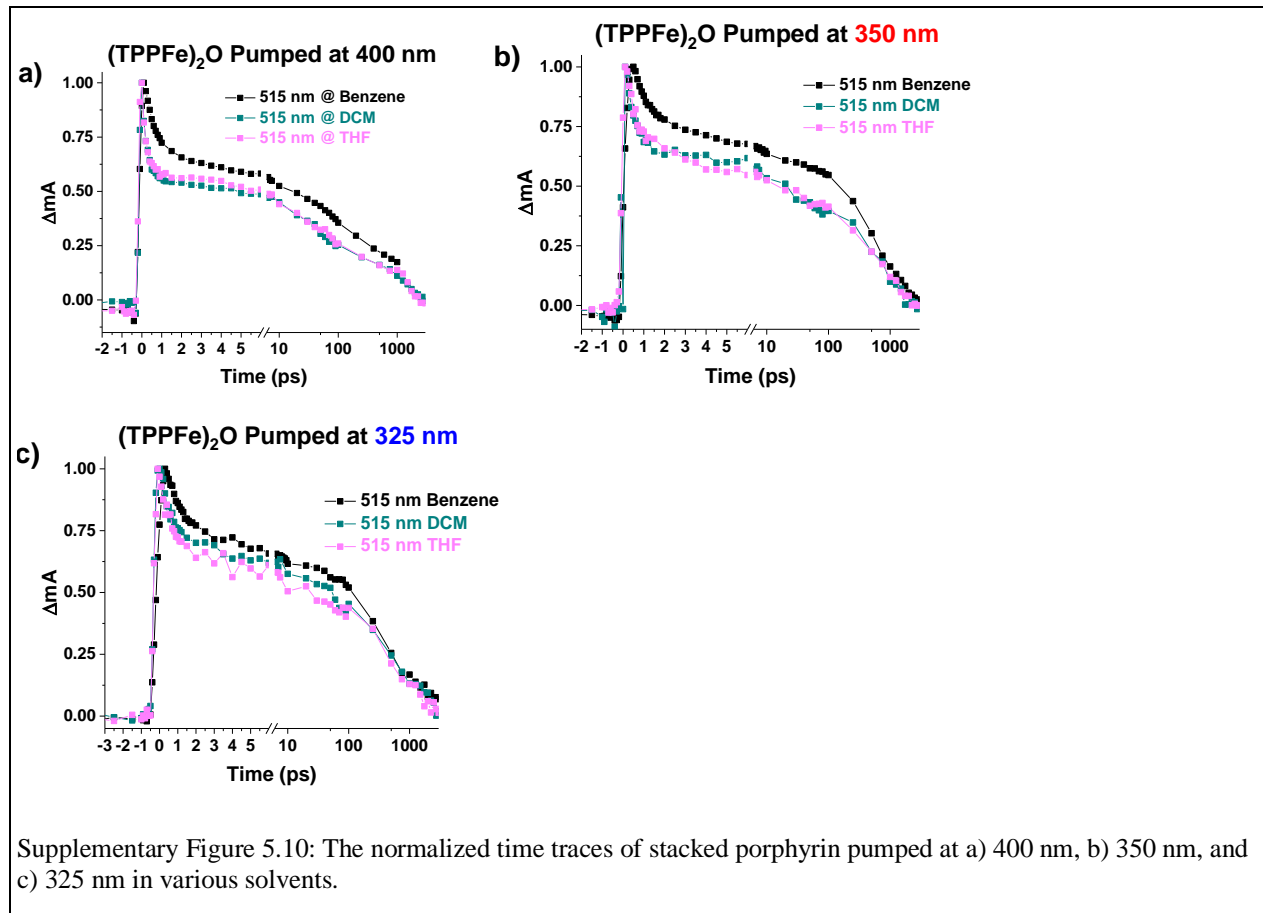 (TPPFe)₂O Pumped at 400 nm
a)
515 nm @ Benzene
515 nm @ DCM
515 nm @ THF
1.00
0.75
0.50
0.25
0.00
ΔmA
-2 -1 0 1 2 3 4 5 10 100 1000
Time (ps)
(TPPFe)₂O Pumped at 350 nm
b)
515 nm Benzene
515 nm DCM
515 nm THF
1.00
0.75
0.50
0.25
0.00
ΔmA
-2 -1 0 1 2 3 4 5 10 100 1000
Time (ps)
(TPPFe)₂O Pumped at 325 nm
c)
515 nm Benzene
515 nm DCM
515 nm THF
1.00
0.75
0.50
0.25
0.00
ΔmA
-3 -2 -1 0 1 2 3 4 5 10 100 1000
Time (ps)
Supplementary Figure 5.10: The normalized time traces of stacked porphyrin pumped at a) 400 nm, b) 350 nm, and
c) 325 nm in various solvents.